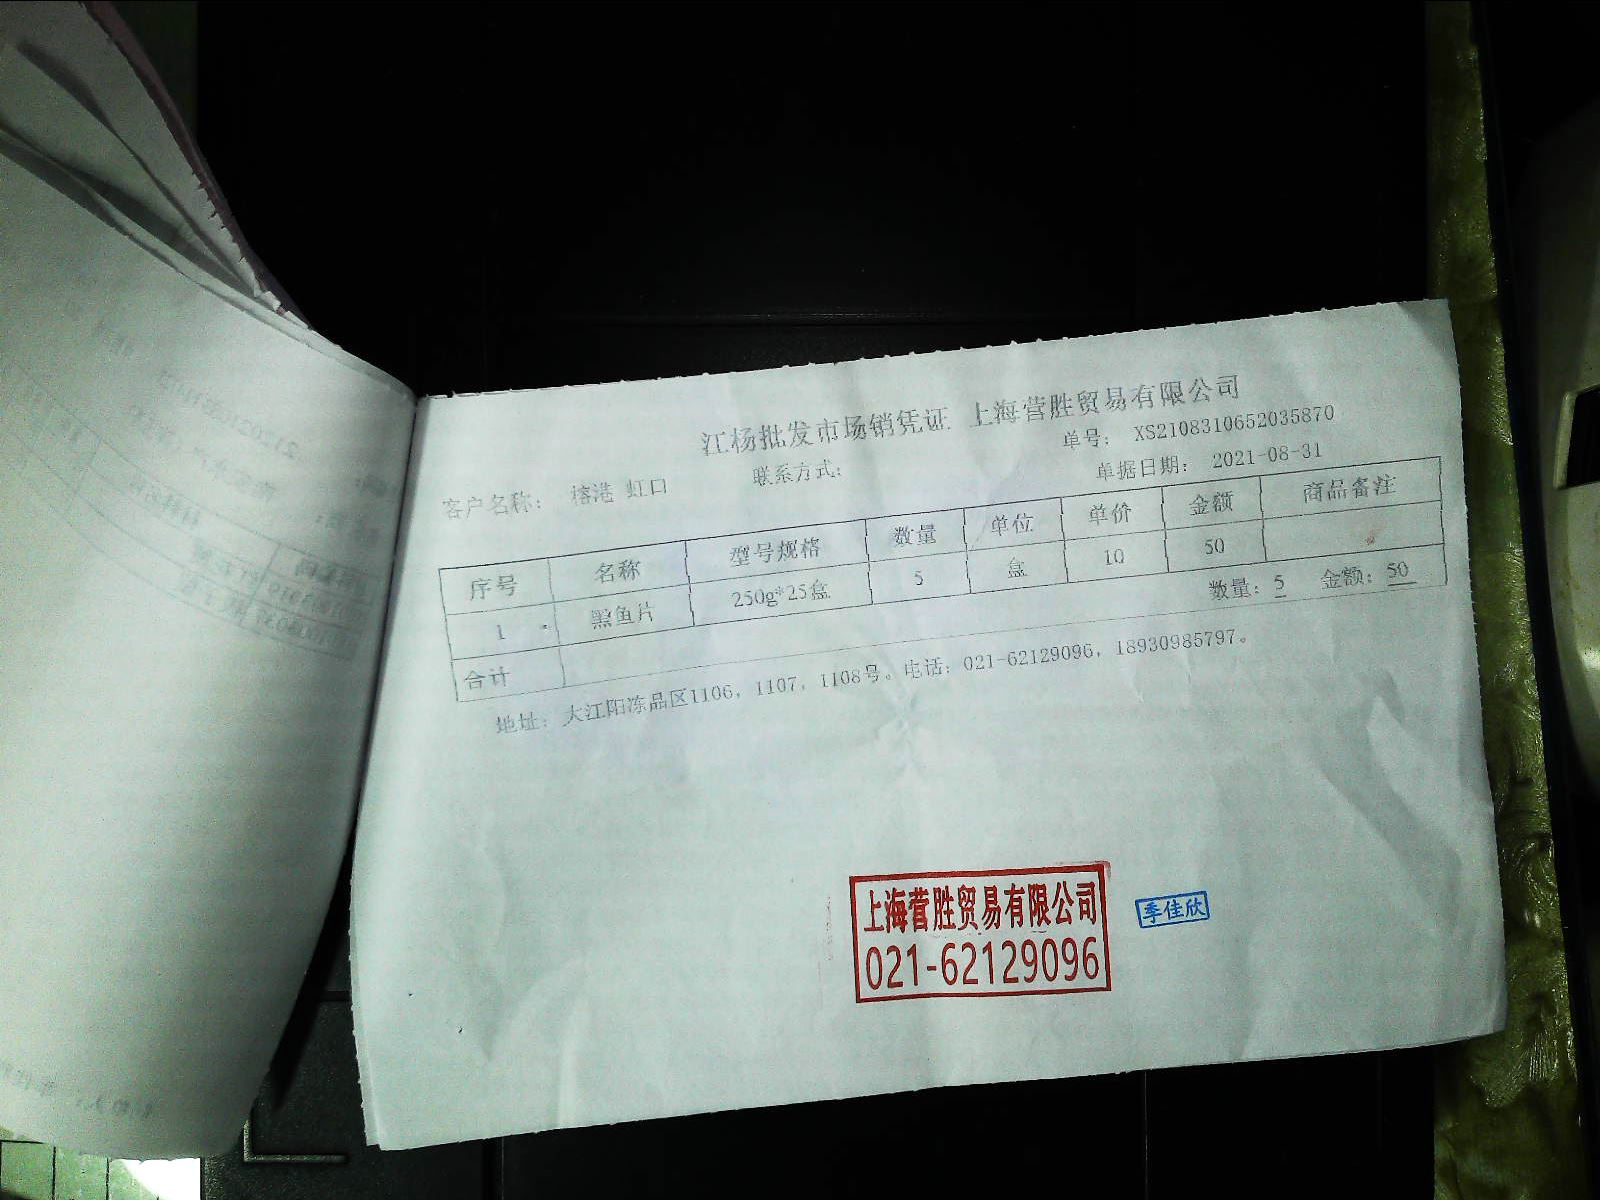 江杨批发市场销凭证 上海营胜贸易有限公司
单号： XS2108310652035870
客户名称： 榕港 虹口 联系方式： 单据日期： 2021-08-31
序号 名称 型号规格 数量 单位 单价 金额 商品备注
1 黑鱼片 250g*25盒 5 盒 10 50
合计 数量：5 金额：50
地址：大江阳冻品区1106，1107，1108号。电话：021-62129096，18930985797。
上海营胜贸易有限公司
021-62129096
季佳欣